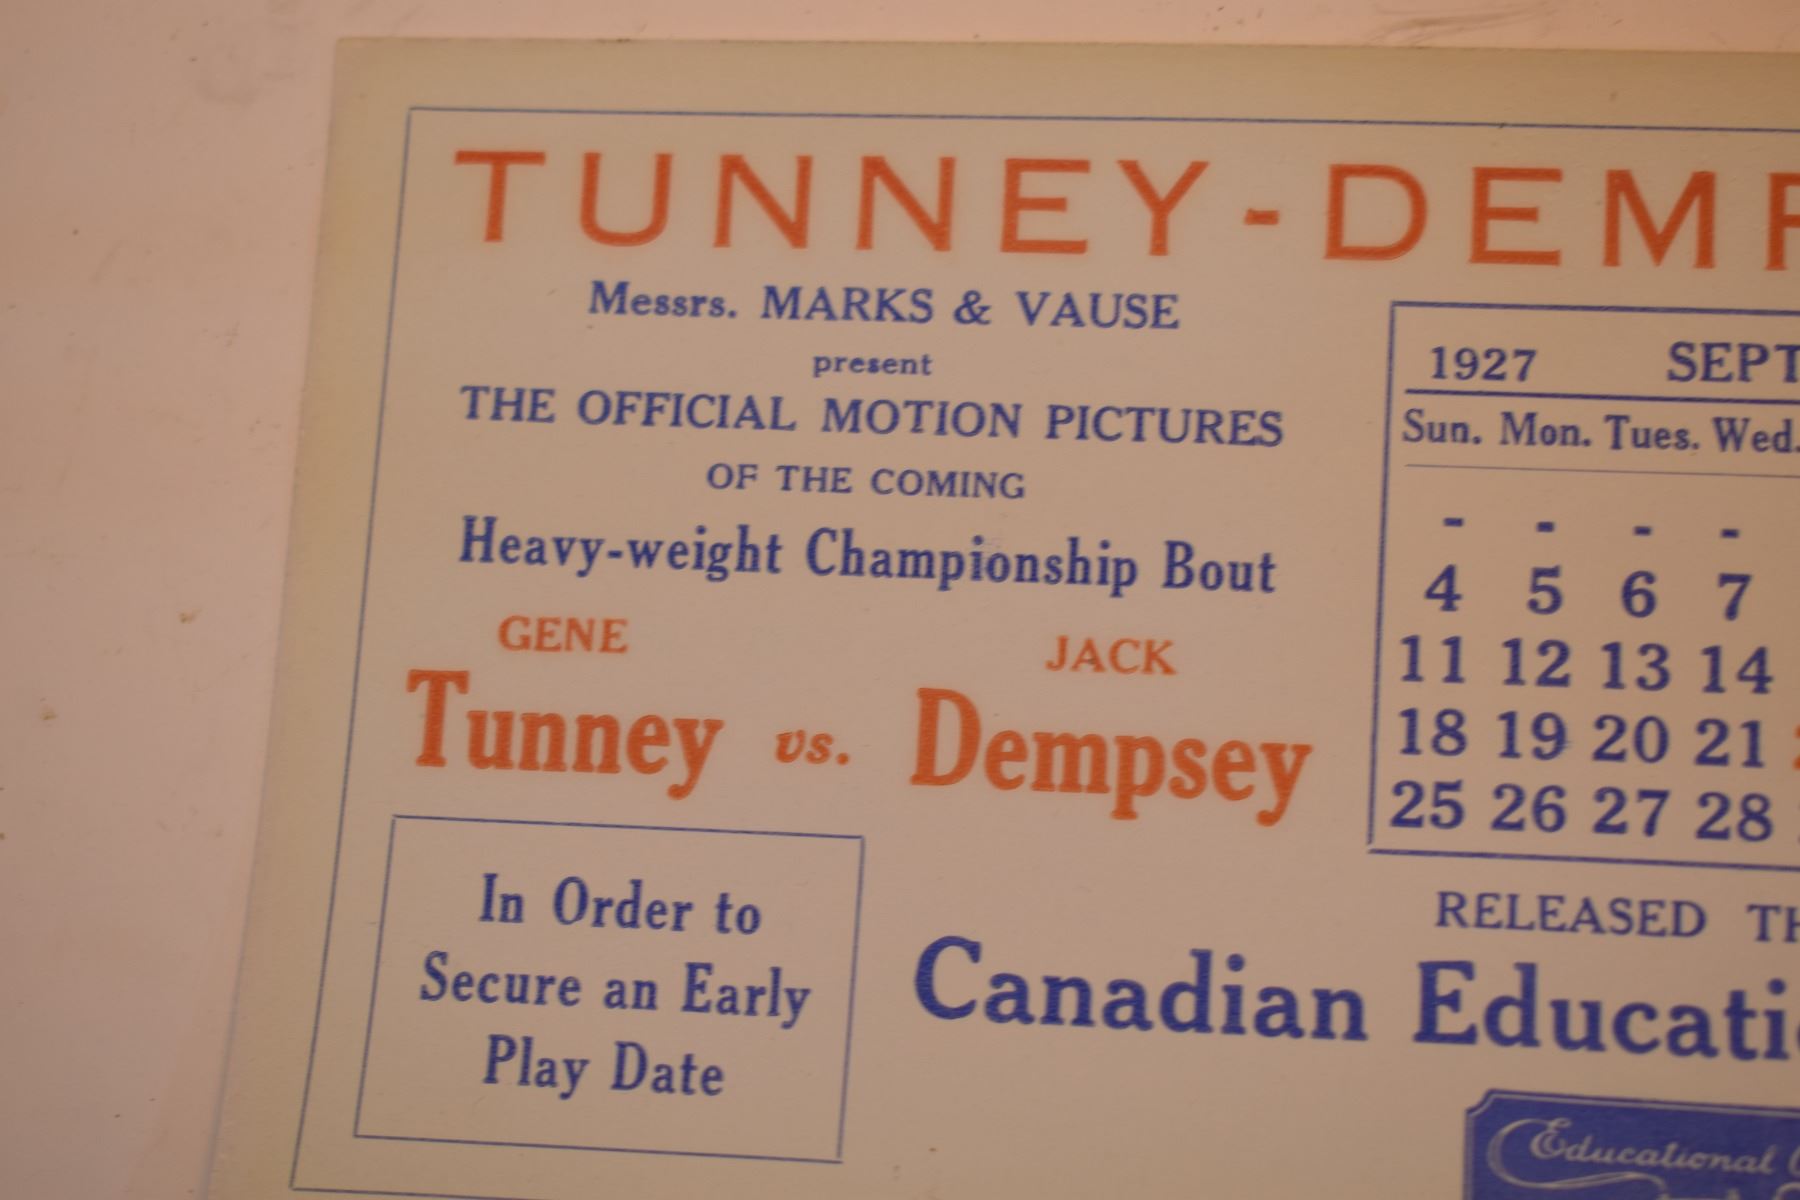 TUNNEY-DEMP
Messrs. MARKS & VAUSE
present
THE OFFICIAL MOTION PICTURES
OF THE COMING
Heavy-weight Championship Bout
GENE
Tunney vs.
JACK
Dempsey
1927 SEPT
Sun. Mon. Tues. Wed.
- - - -
4 5 6 7
11 12 13 14
18 19 20 21
25 26 27 28
In Order to
Secure an Early
Play Date
RELEASED TH
Canadian Educati
Educational